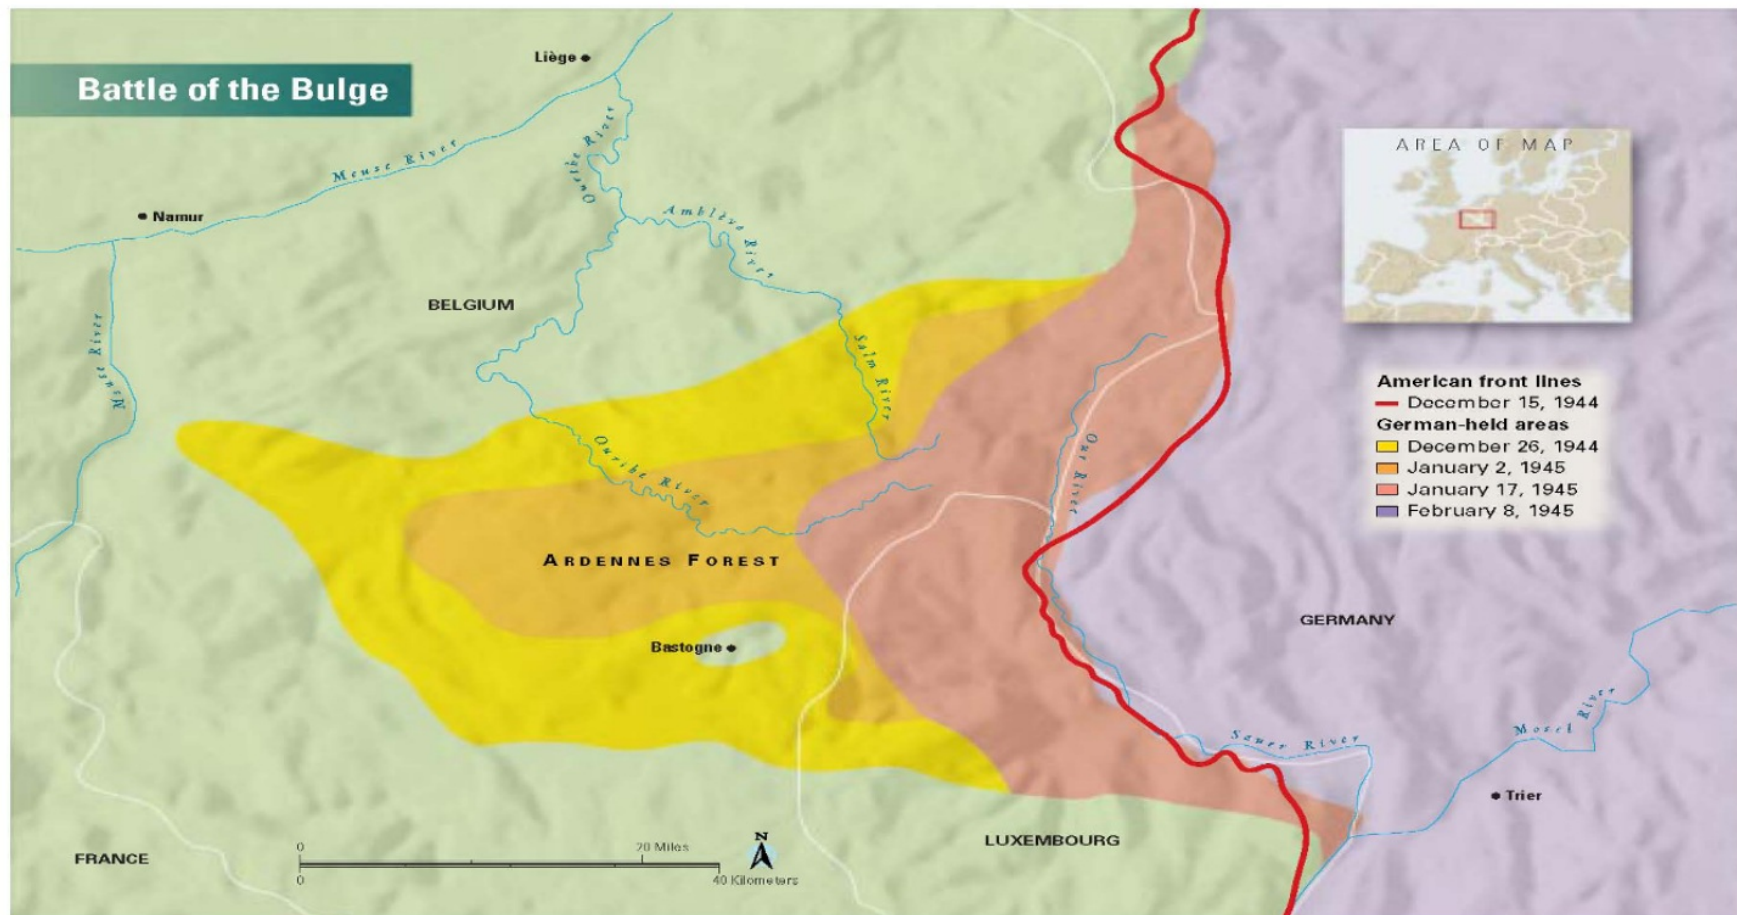 Battle of the Bulge
Liège
Meuse River
Ourthe River
Namur
Amblève River
AREA OF MAP
BELGIUM
Meuse River
Salm River
American front lines
December 15, 1944
German-held areas
December 26, 1944
January 2, 1945
January 17, 1945
February 8, 1945
Ourthe River
Our River
ARDENNES FOREST
GERMANY
Bastogne
Mosel River
Sauer River
Trier
LUXEMBOURG
N
0 20 Miles
FRANCE
0 40 Kilometers